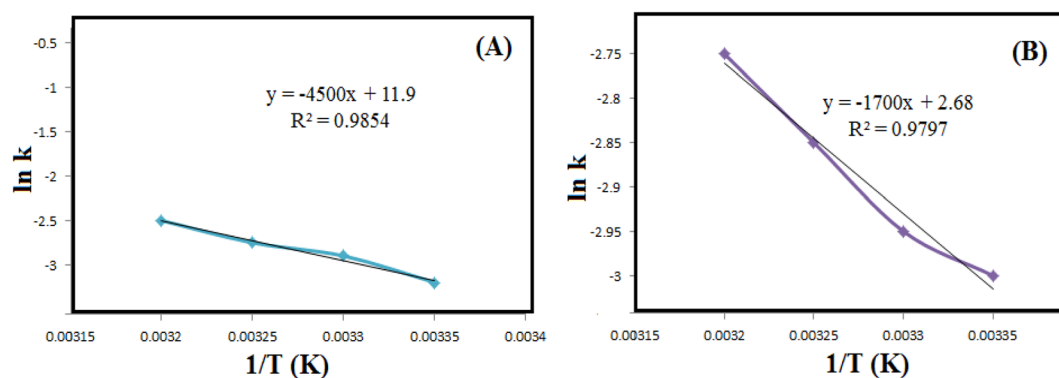 (A)
y = -4500x + 11.9
R² = 0.9854
ln k
-0.5
-1
-1.5
-2
-2.5
-3
0.00315
0.0032
0.00325
0.0033
0.00335
0.0034
1/T (K)
(B)
y = -1700x + 2.68
R² = 0.9797
ln k
-2.75
-2.8
-2.85
-2.9
-2.95
-3
0.00315
0.0032
0.00325
0.0033
0.00335
1/T (K)